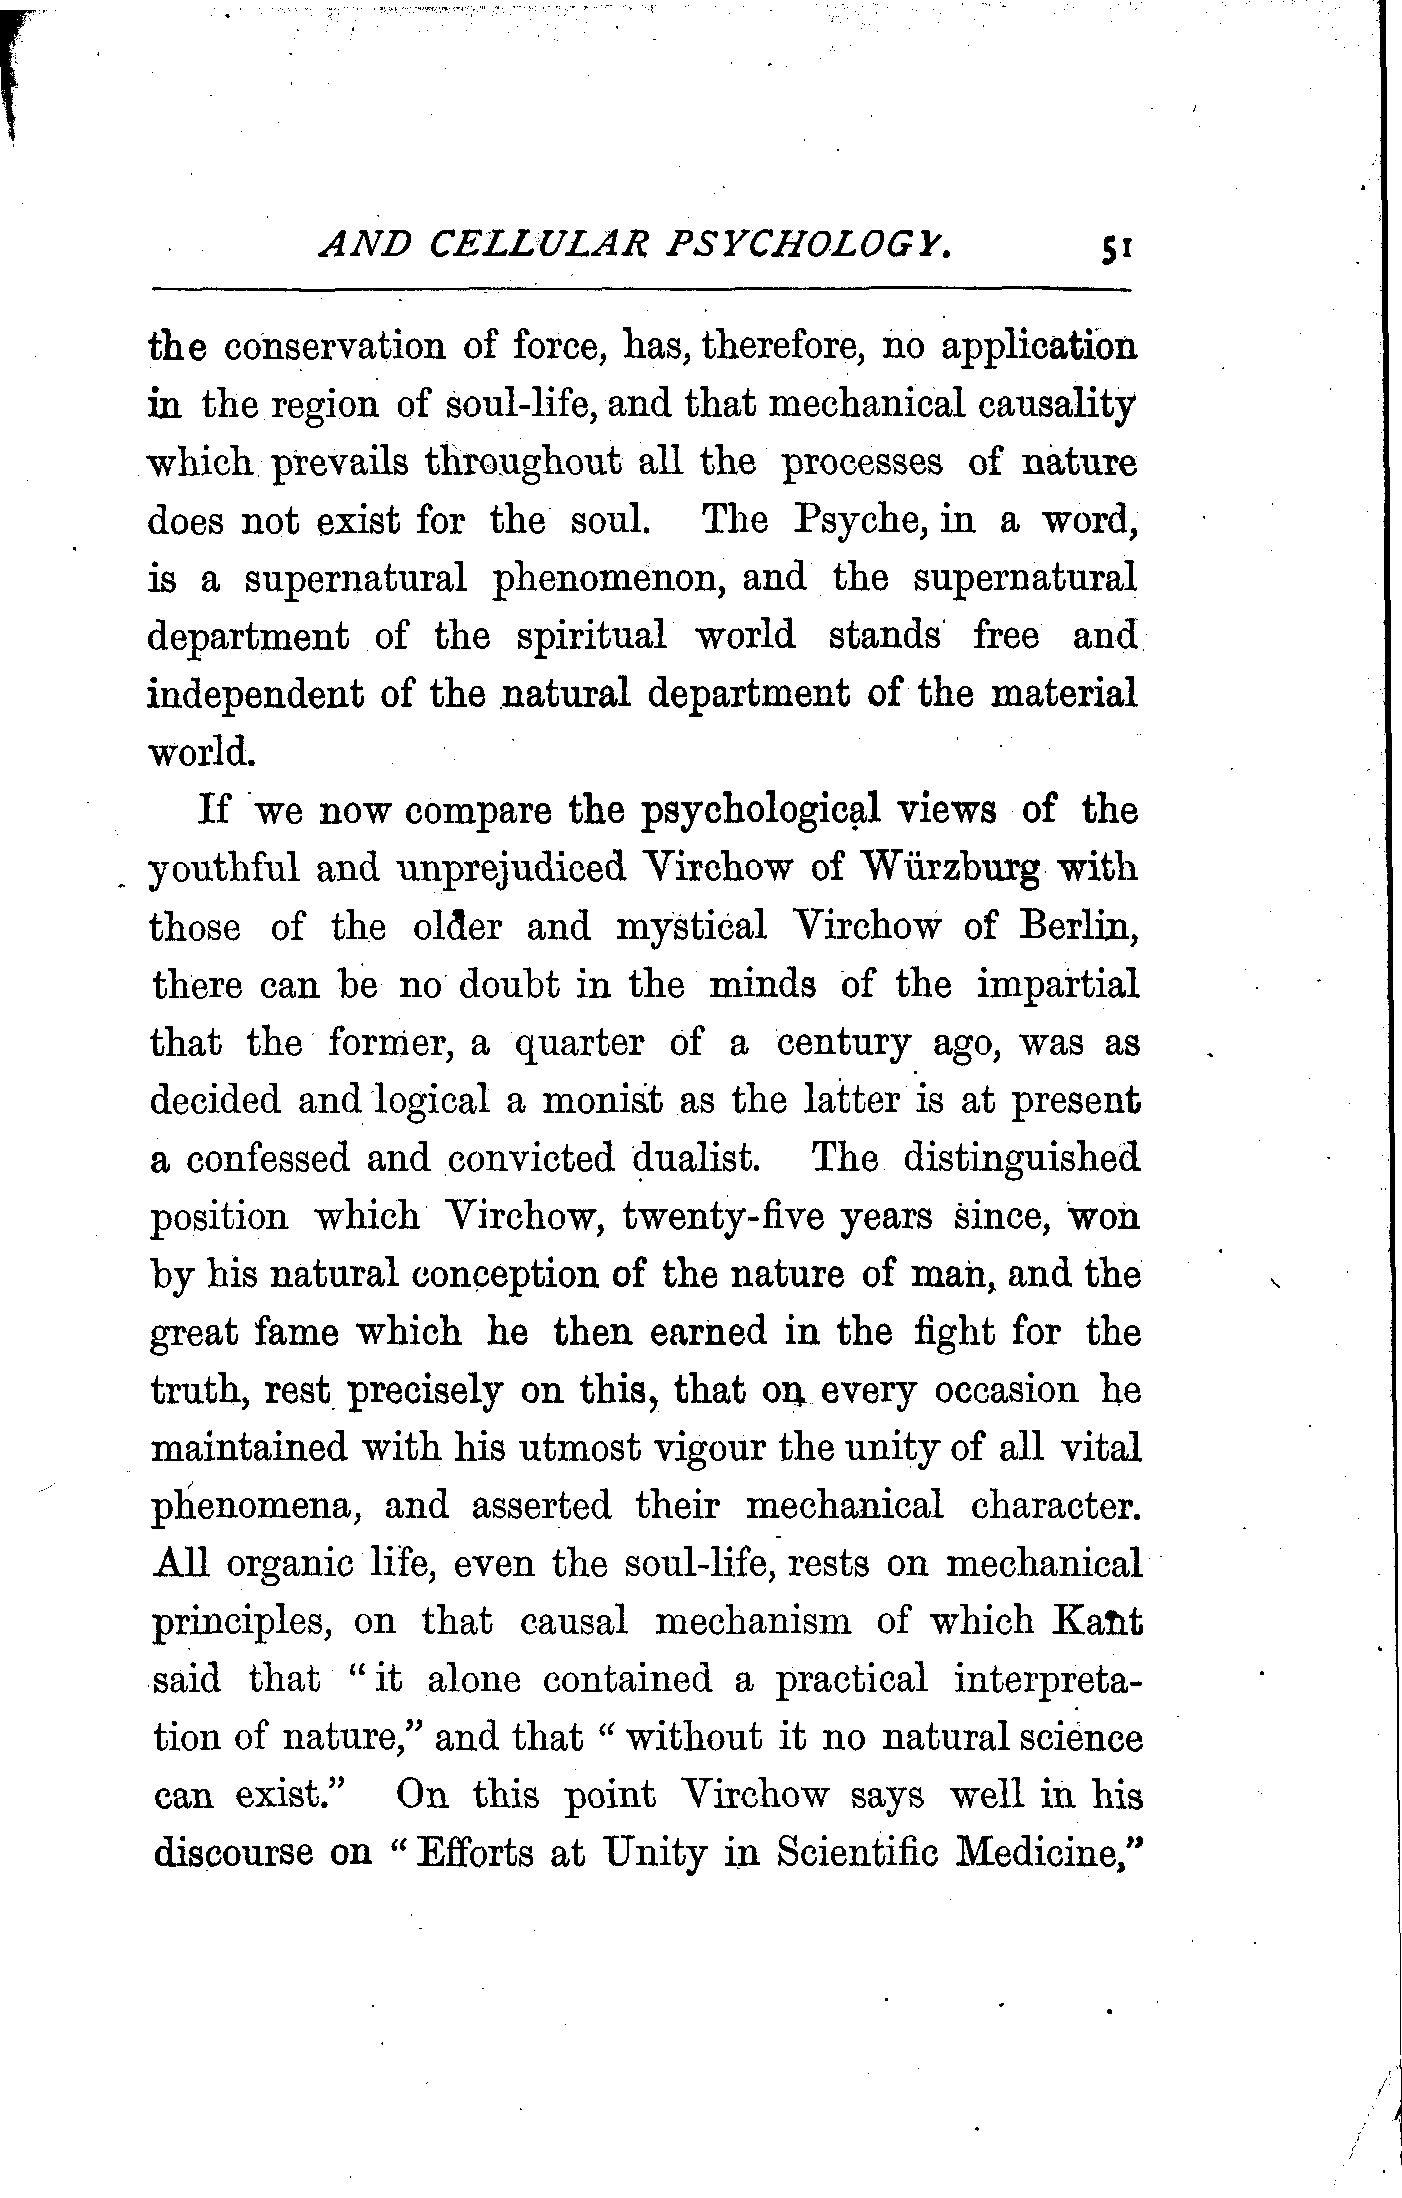 AND CELLULAR PSYCHOLOGY. 51
the conservation of force, has, therefore, no application
in the region of soul-life, and that mechanical causality
which prevails throughout all the processes of nature
does not exist for the soul. The Psyche, in a word,
is a supernatural phenomenon, and the supernatural
department of the spiritual world stands free and
independent of the natural department of the material
world.
If we now compare the psychological views of the
youthful and unprejudiced Virchow of Würzburg with
those of the older and mystical Virchow of Berlin,
there can be no doubt in the minds of the impartial
that the former, a quarter of a century ago, was as
decided and logical a monist as the latter is at present
a confessed and convicted dualist. The distinguished
position which Virchow, twenty-five years since, won
by his natural conception of the nature of man, and the
great fame which he then earned in the fight for the
truth, rest precisely on this, that on every occasion he
maintained with his utmost vigour the unity of all vital
phenomena, and asserted their mechanical character.
All organic life, even the soul-life, rests on mechanical
principles, on that causal mechanism of which Kant
said that "it alone contained a practical interpreta-
tion of nature," and that "without it no natural science
can exist." On this point Virchow says well in his
discourse on "Efforts at Unity in Scientific Medicine,"